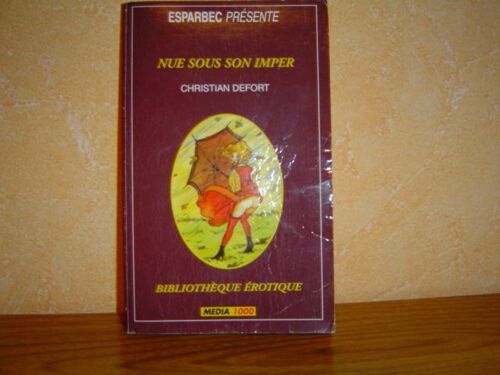 ESPARBEC PRÉSENTE
NUE SOUS SON IMPER
CHRISTIAN DEFORT
BIBLIOTHÈQUE ÉROTIQUE
MEDIA 1000